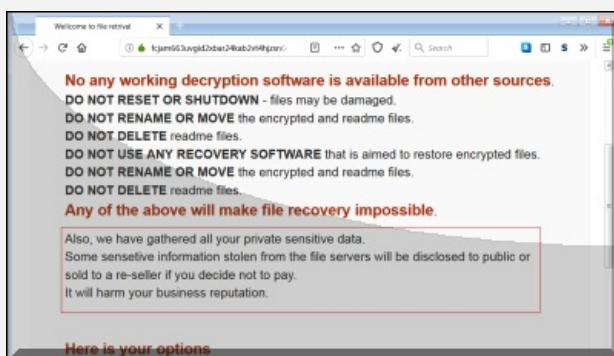 Wellcome to file retrival
Search
No any working decryption software is available from other sources.
DO NOT RESET OR SHUTDOWN - files may be damaged.
DO NOT RENAME OR MOVE the encrypted and readme files.
DO NOT DELETE readme files.
DO NOT USE ANY RECOVERY SOFTWARE that is aimed to restore encrypted files.
DO NOT RENAME OR MOVE the encrypted and readme files.
DO NOT DELETE readme files.
Any of the above will make file recovery impossible.
Also, we have gathered all your private sensitive data.
Some sensetive information stolen from the file servers will be disclosed to public or
sold to a re-seller if you decide not to pay.
It will harm your business reputation.
Here is your options